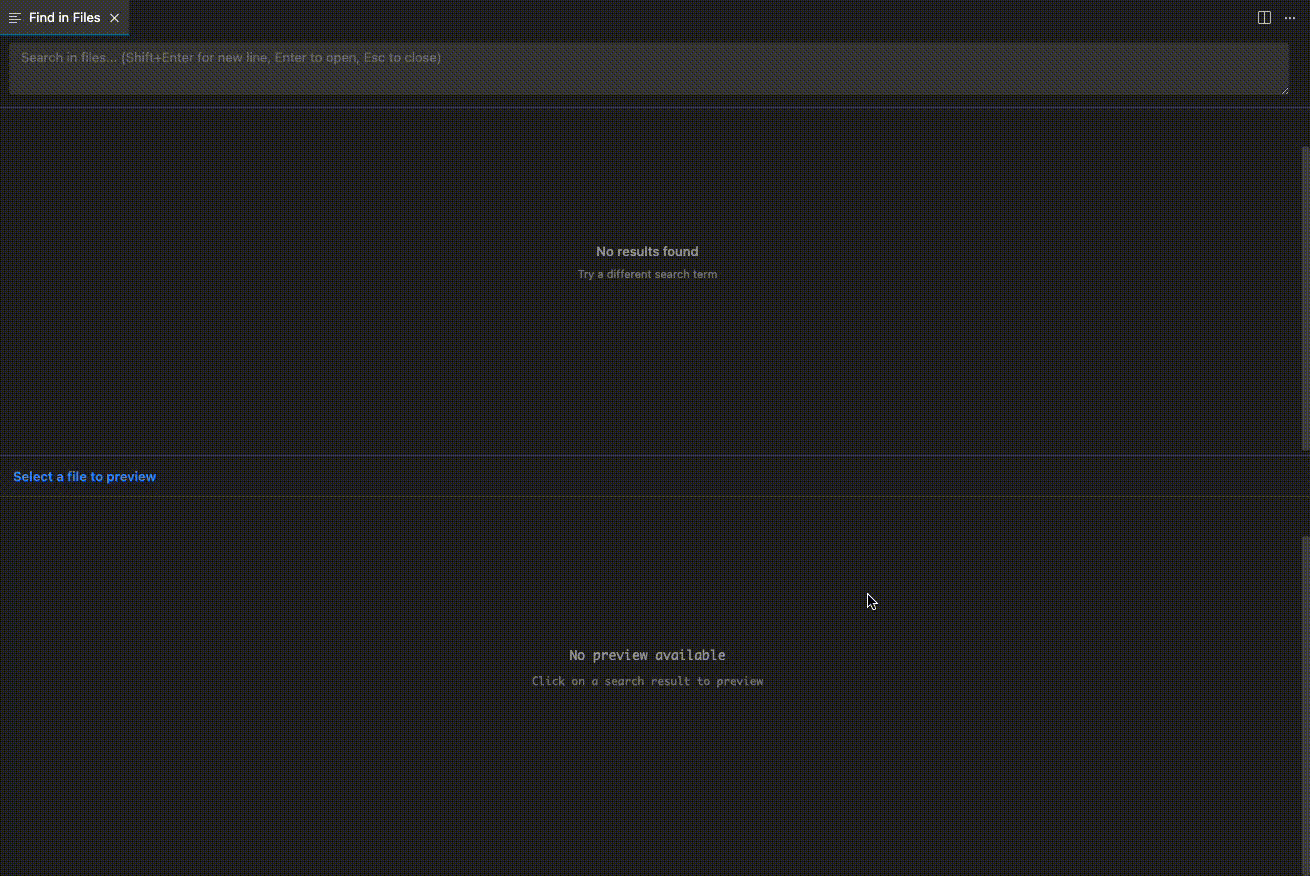 Find in Files
Search in files... (Shift+Enter for new line, Enter to open, Esc to close)
No results found
Try a different search term
Select a file to preview
No preview available
Click on a search result to preview